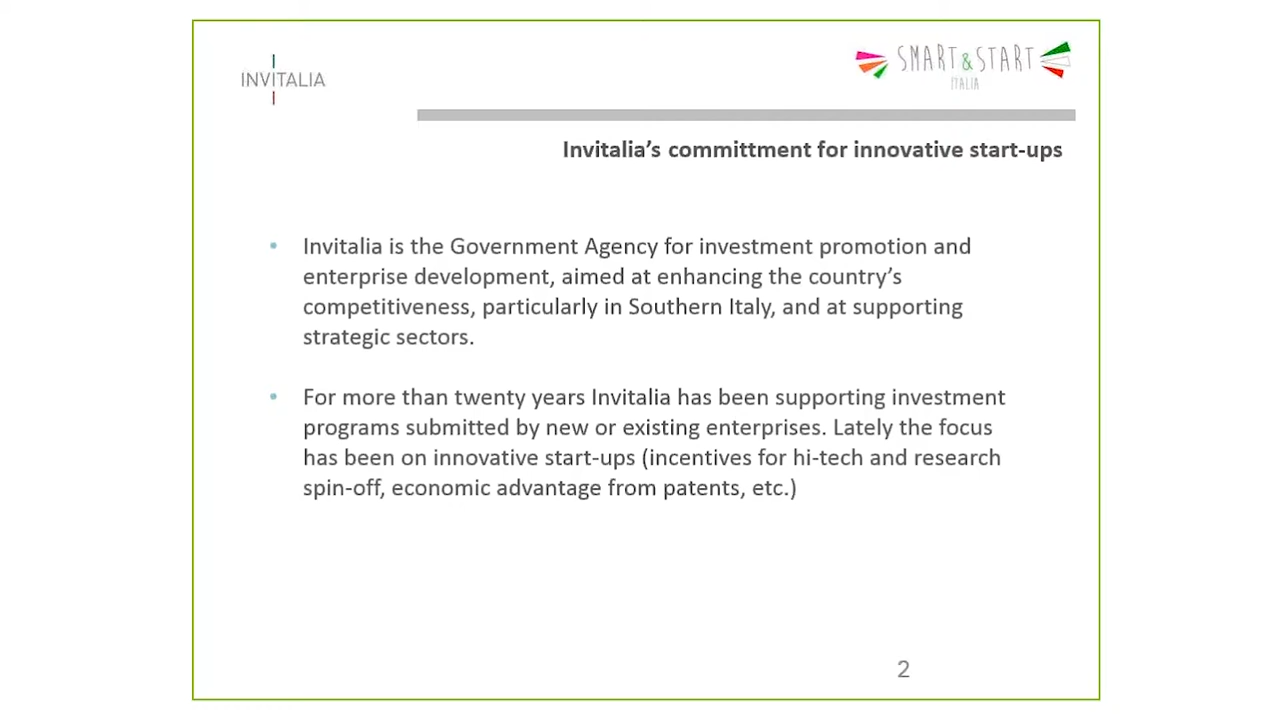 INVITALIA
SMART & START
ITALIA
Invitalia’s committment for innovative start-ups
• Invitalia is the Government Agency for investment promotion and
enterprise development, aimed at enhancing the country’s
competitiveness, particularly in Southern Italy, and at supporting
strategic sectors.
• For more than twenty years Invitalia has been supporting investment
programs submitted by new or existing enterprises. Lately the focus
has been on innovative start-ups (incentives for hi-tech and research
spin-off, economic advantage from patents, etc.)
2